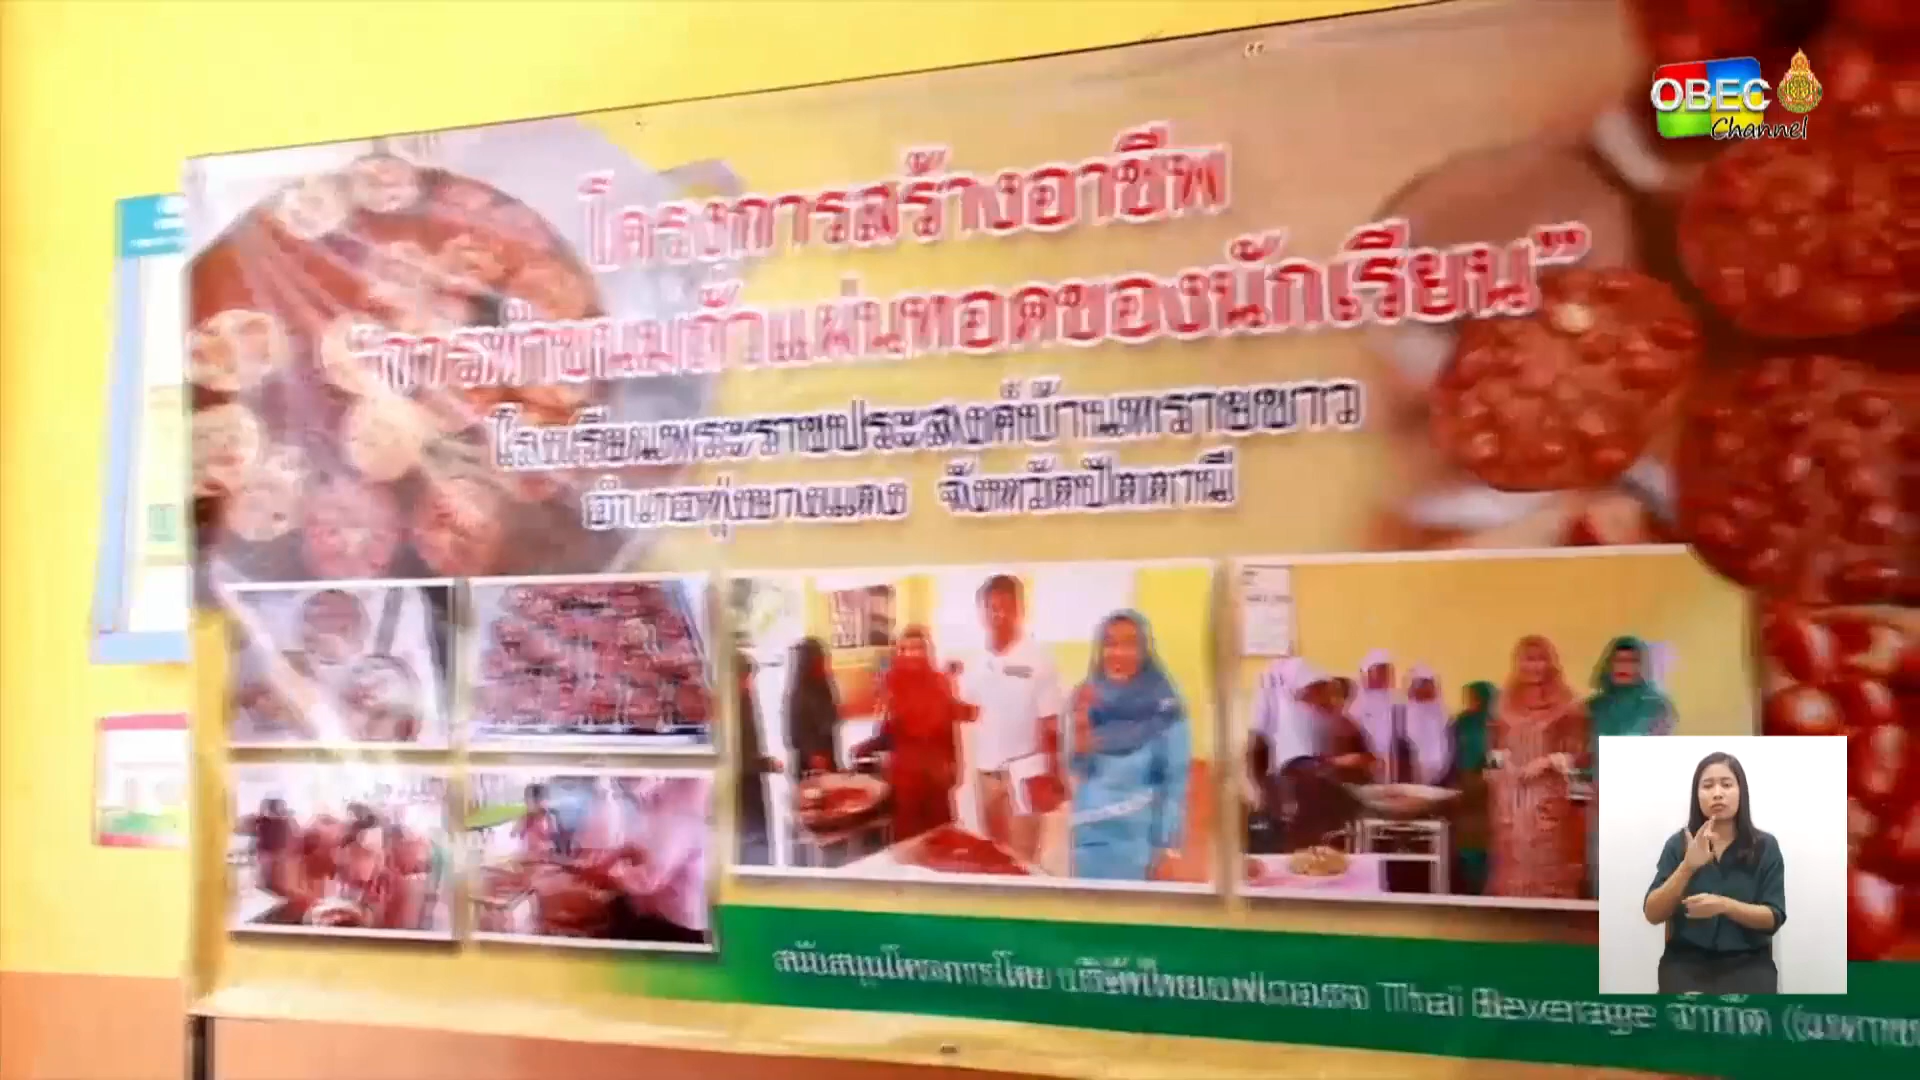 OBEC
Channel
โครงการสร้างอาชีพ
"การทำขนมถั่วแผ่นทอดของนักเรียน"
โรงเรียนพระราชประสงค์บ้านทรายขาว
อำเภอทุ่งยางแดง จังหวัดปัตตานี
สนับสนุนโครงการโดย บริษัทไทยเบฟเวอเรจ Thai Beverage จำกัด